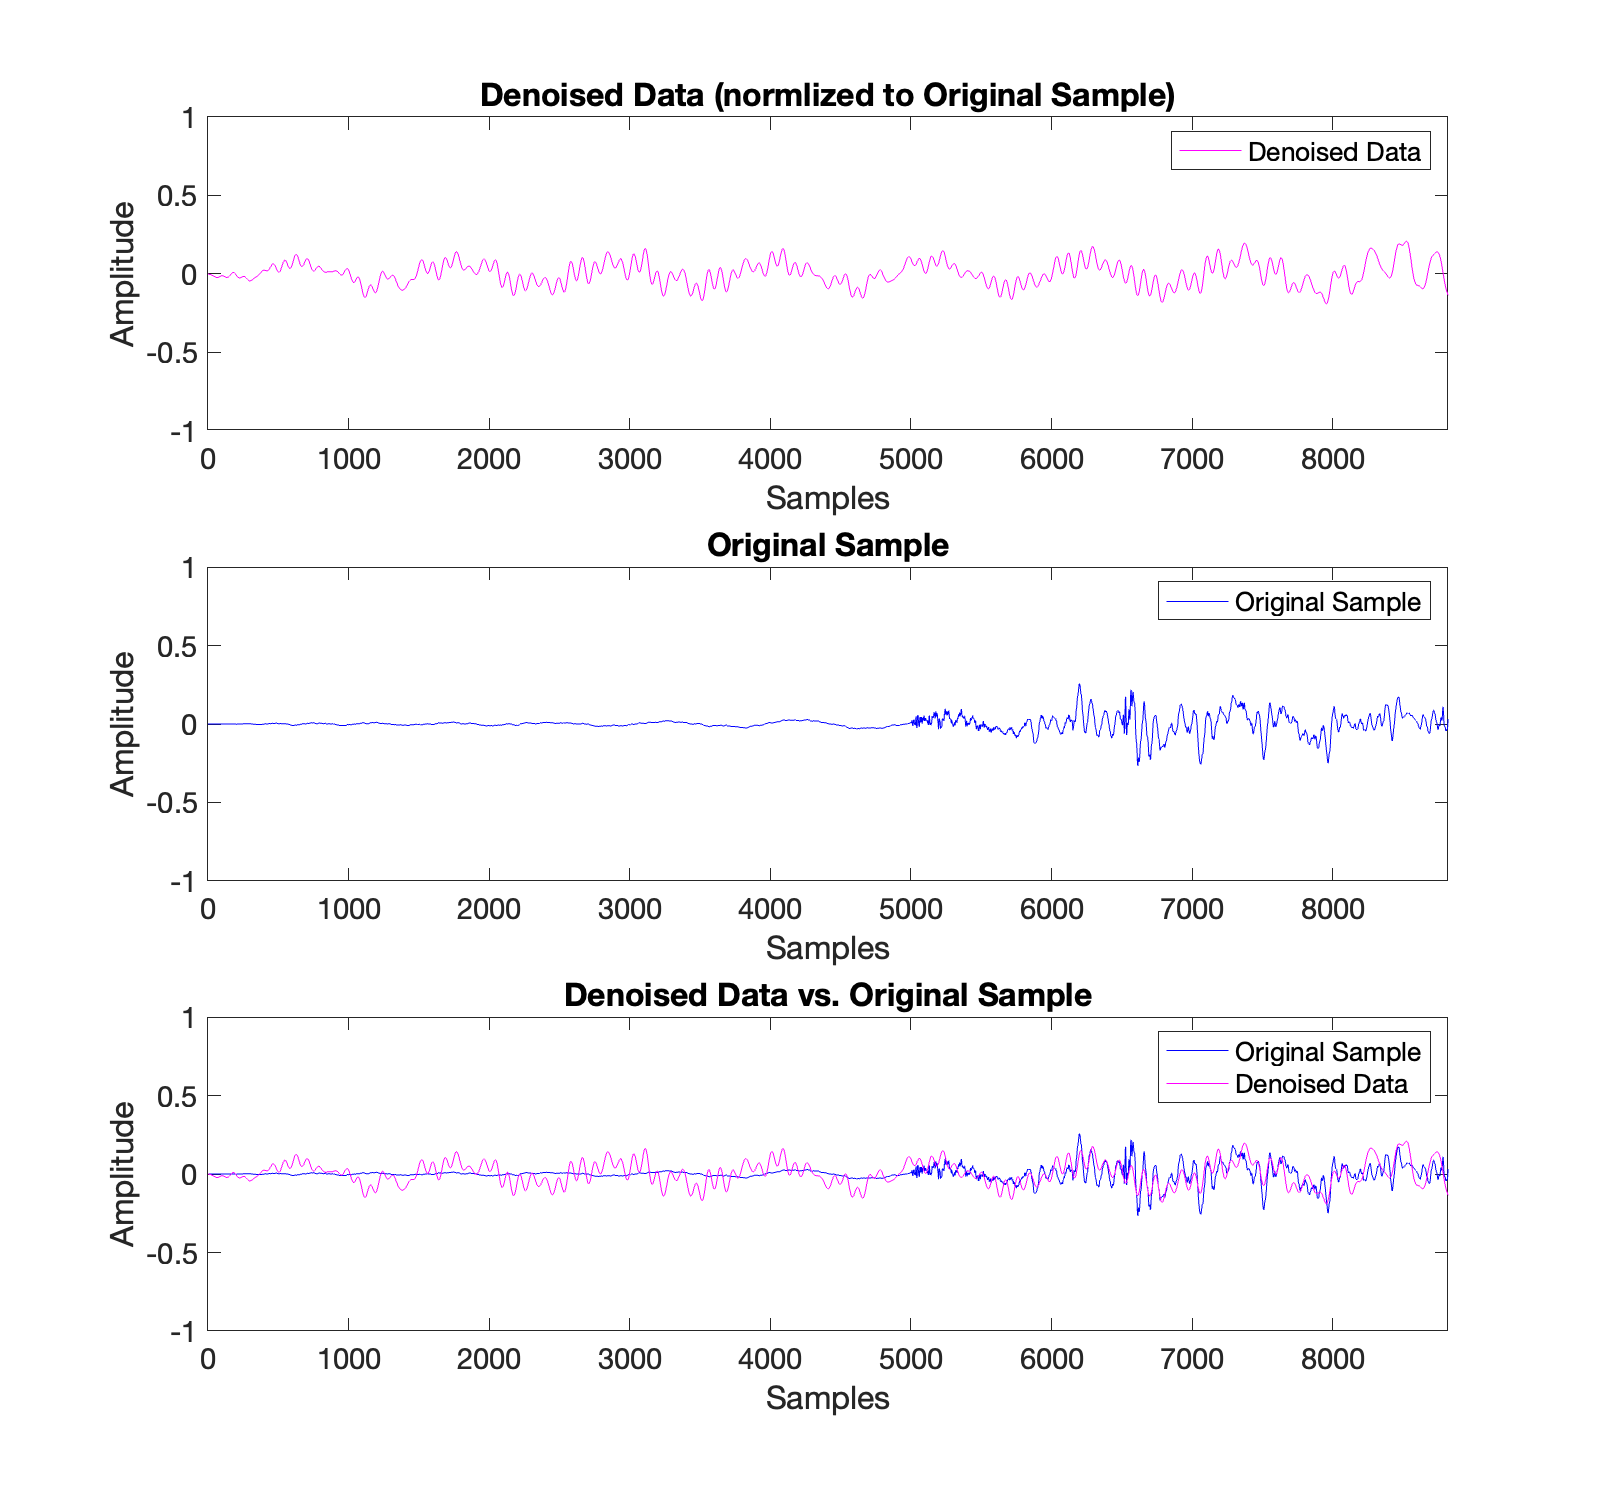 Denoised Data (normlized to Original Sample)
Denoised Data
1
0.5
0
-0.5
-1
Amplitude
0 1000 2000 3000 4000 5000 6000 7000 8000
Samples
Original Sample
Original Sample
1
0.5
0
-0.5
-1
Amplitude
0 1000 2000 3000 4000 5000 6000 7000 8000
Samples
Denoised Data vs. Original Sample
Original Sample
Denoised Data
1
0.5
0
-0.5
-1
Amplitude
0 1000 2000 3000 4000 5000 6000 7000 8000
Samples